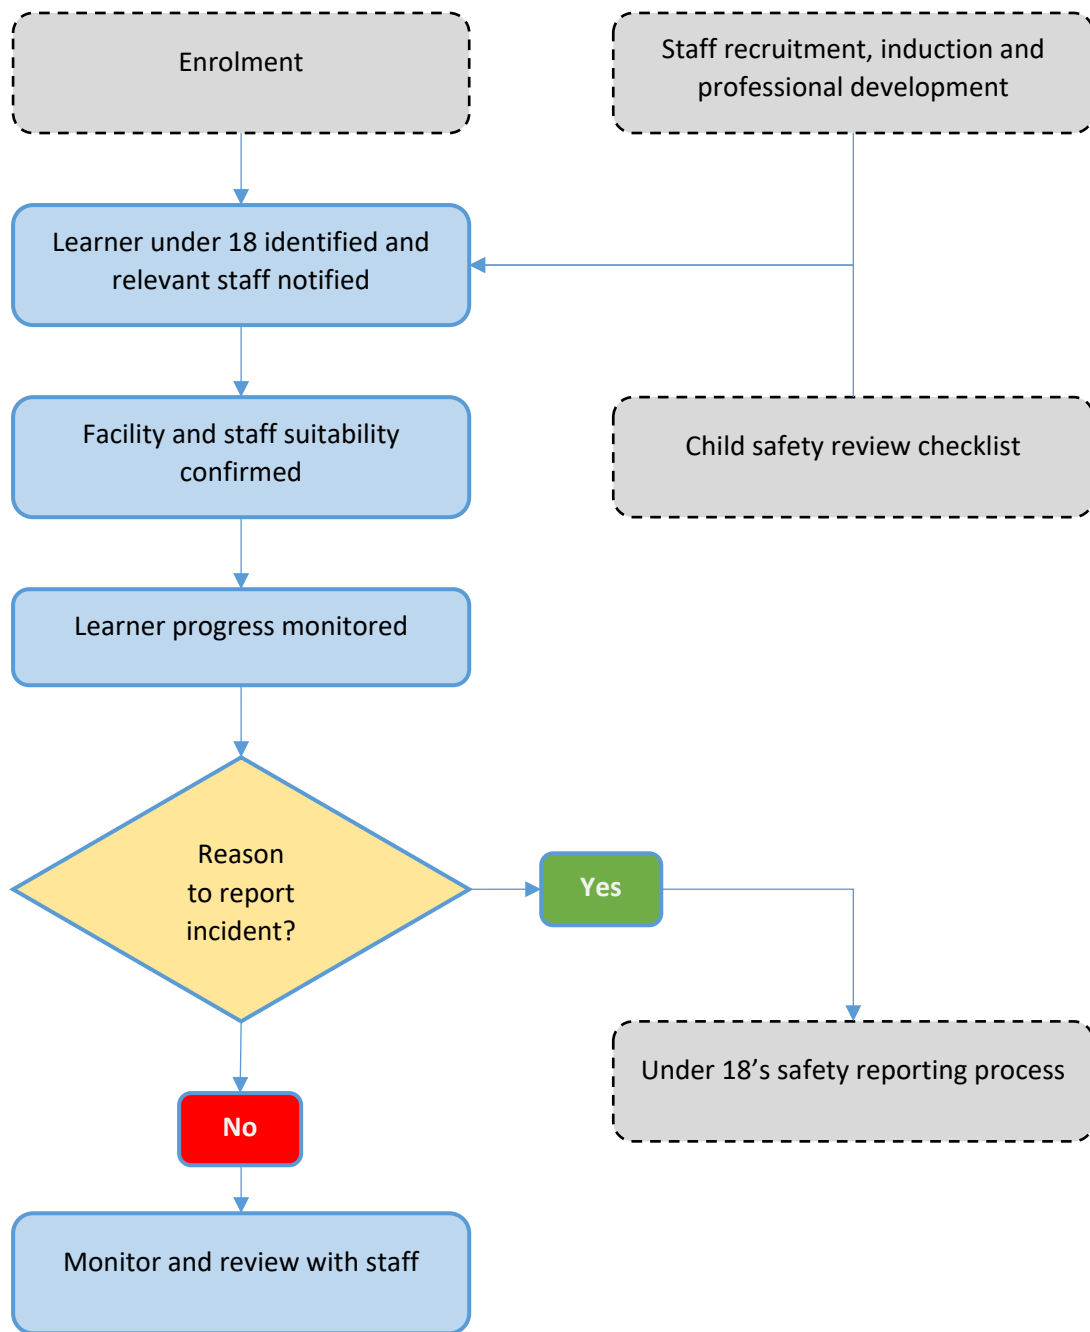 Enrolment
Staff recruitment, induction and
professional development
Learner under 18 identified and
relevant staff notified
Facility and staff suitability
confirmed
Child safety review checklist
Learner progress monitored
Reason
to report
incident?
Yes
Under 18’s safety reporting process
No
Monitor and review with staff